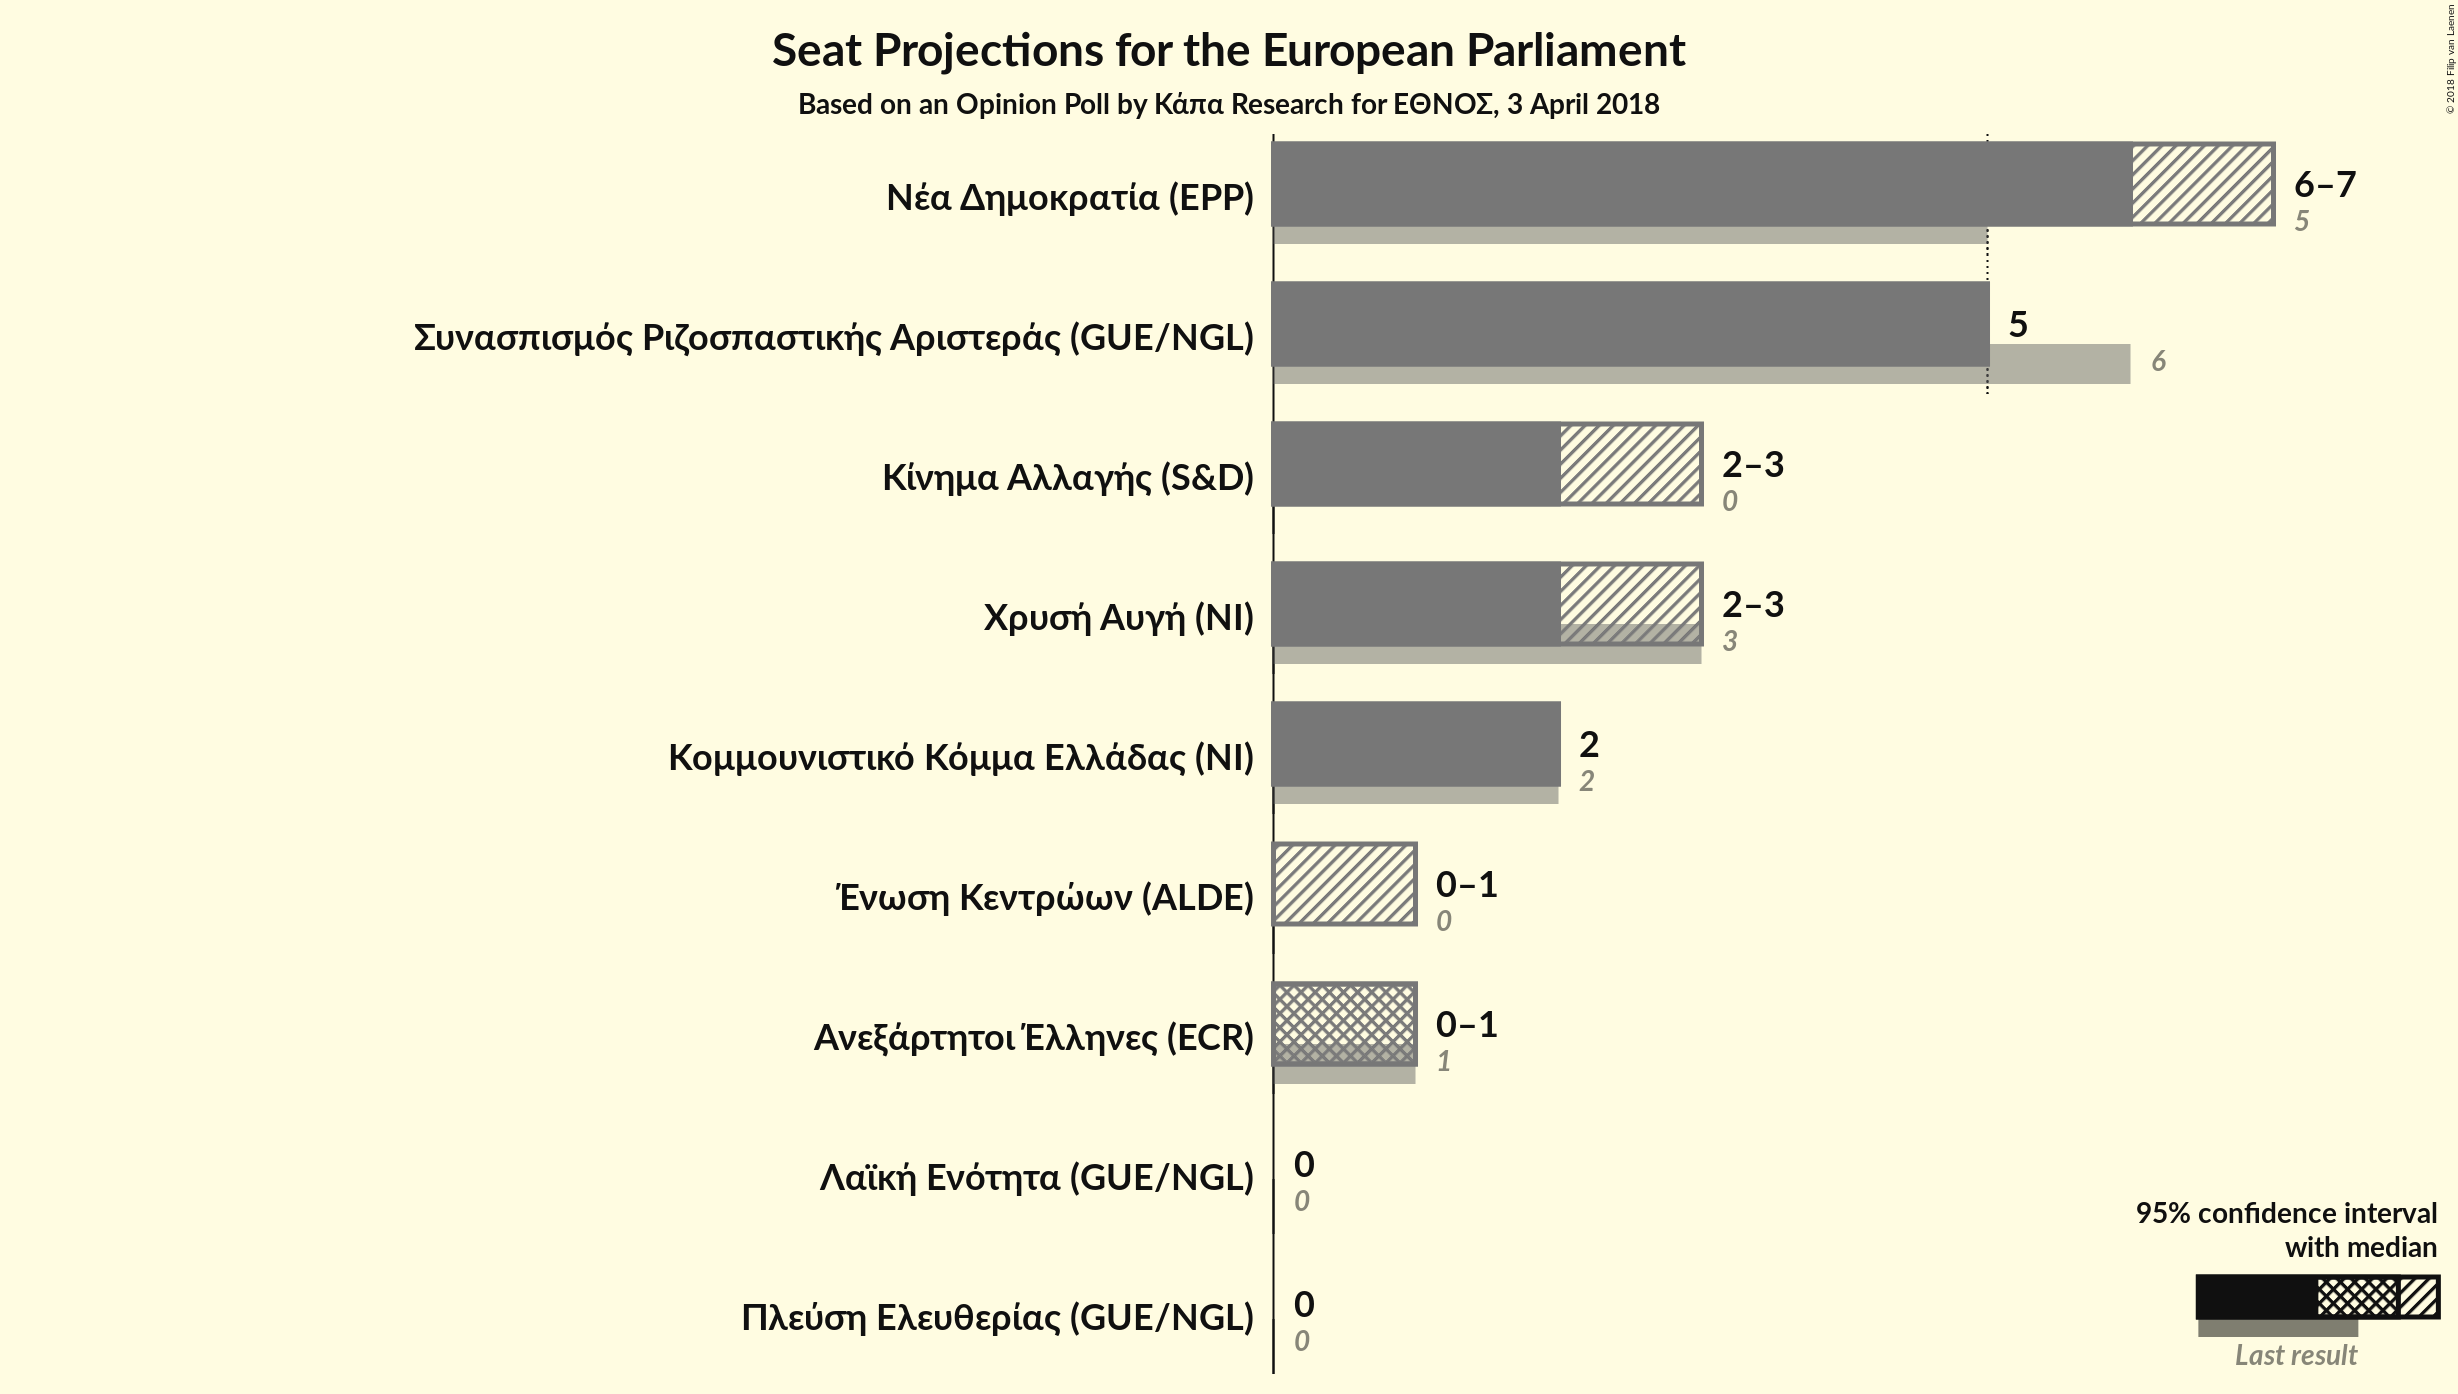 Seat Projections for the European Parliament
Based on an Opinion Poll by Κάπα Research for ΕΘΝΟΣ, 3 April 2018
© 2018 Filip van Laenen
Νέα Δημοκρατία (EPP)
6–7
5
Συνασπισμός Ριζοσπαστικής Αριστεράς (GUE/NGL)
5
6
Κίνημα Αλλαγής (S&D)
2–3
0
Χρυσή Αυγή (NI)
2–3
3
Κομμουνιστικό Κόμμα Ελλάδας (NI)
2
2
Ένωση Κεντρώων (ALDE)
0–1
0
Ανεξάρτητοι Έλληνες (ECR)
0–1
1
Λαϊκή Ενότητα (GUE/NGL)
0
0
Πλεύση Ελευθερίας (GUE/NGL)
0
0
95% confidence interval
with median
Last result